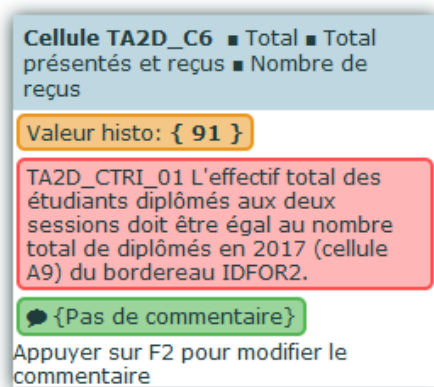 Cellule TA2D_C6 ▪ Total ▪ Total
présentés et reçus ▪ Nombre de
reçus
Valeur histo: { 91 }
TA2D_CTRI_01 L'effectif total des
étudiants diplômés aux deux
sessions doit être égal au nombre
total de diplômés en 2017 (cellule
A9) du bordereau IDFOR2.
{Pas de commentaire}
Appuyer sur F2 pour modifier le
commentaire